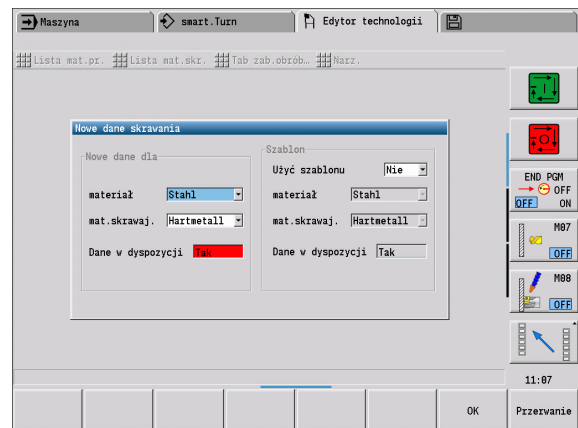 Maszyna smart.Turn Edytor technologii
Lista mat.pr. Lista mat.skr. Tab zab.obrób… Narz.
Nowe dane skrawania
Nowe dane dla
materiał Stahl
mat.skrawaj. Hartmetall
Dane w dyspozycji Tak
Szablon
Użyć szablonu Nie
materiał Stahl
mat.skrawaj. Hartmetall
Dane w dyspozycji Tak
END PGM
OFF
OFF ON
M07
OFF
M08
OFF
11:07
OK Przerwanie